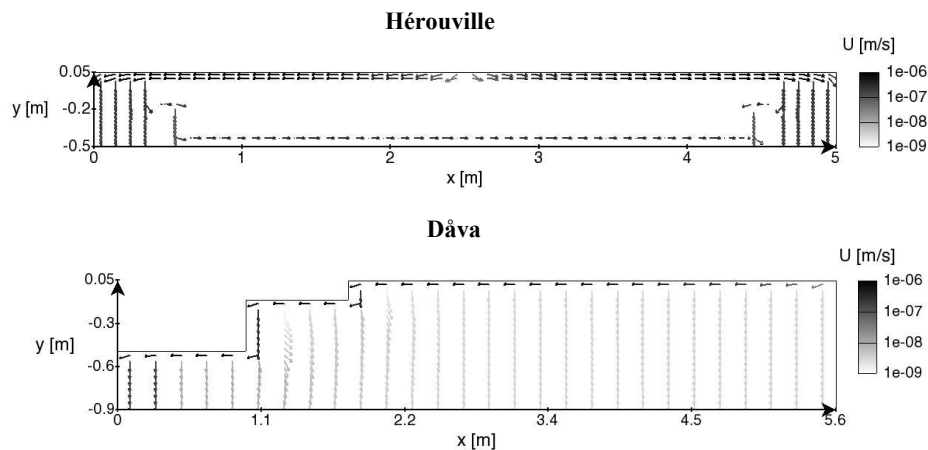 Hérouville
U [m/s]
0.05
-0.2
-0.5
y [m]
0
1
2
3
4
5
x [m]
1e-06
1e-07
1e-08
1e-09
Dåva
U [m/s]
0.05
-0.3
-0.6
-0.9
y [m]
0
1.1
2.2
3.4
4.5
5.6
x [m]
1e-06
1e-07
1e-08
1e-09